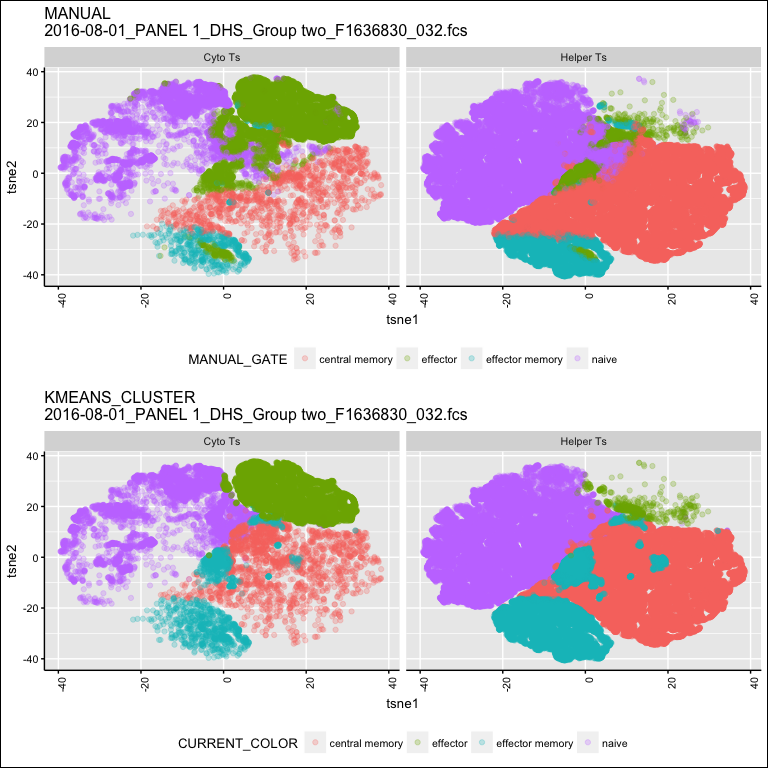 MANUAL
2016-08-01_PANEL 1_DHS_Group two_F1636830_032.fcs
Cyto Ts
Helper Ts
40
20
0
-20
-40
tsne2
40
-20
0
20
40
40
-20
0
20
40
tsne1
MANUAL_GATE central memory effector effector memory naive
KMEANS_CLUSTER
2016-08-01_PANEL 1_DHS_Group two_F1636830_032.fcs
Cyto Ts
Helper Ts
40
20
0
-20
-40
tsne2
40
-20
0
20
40
40
-20
0
20
40
tsne1
CURRENT_COLOR central memory effector effector memory naive